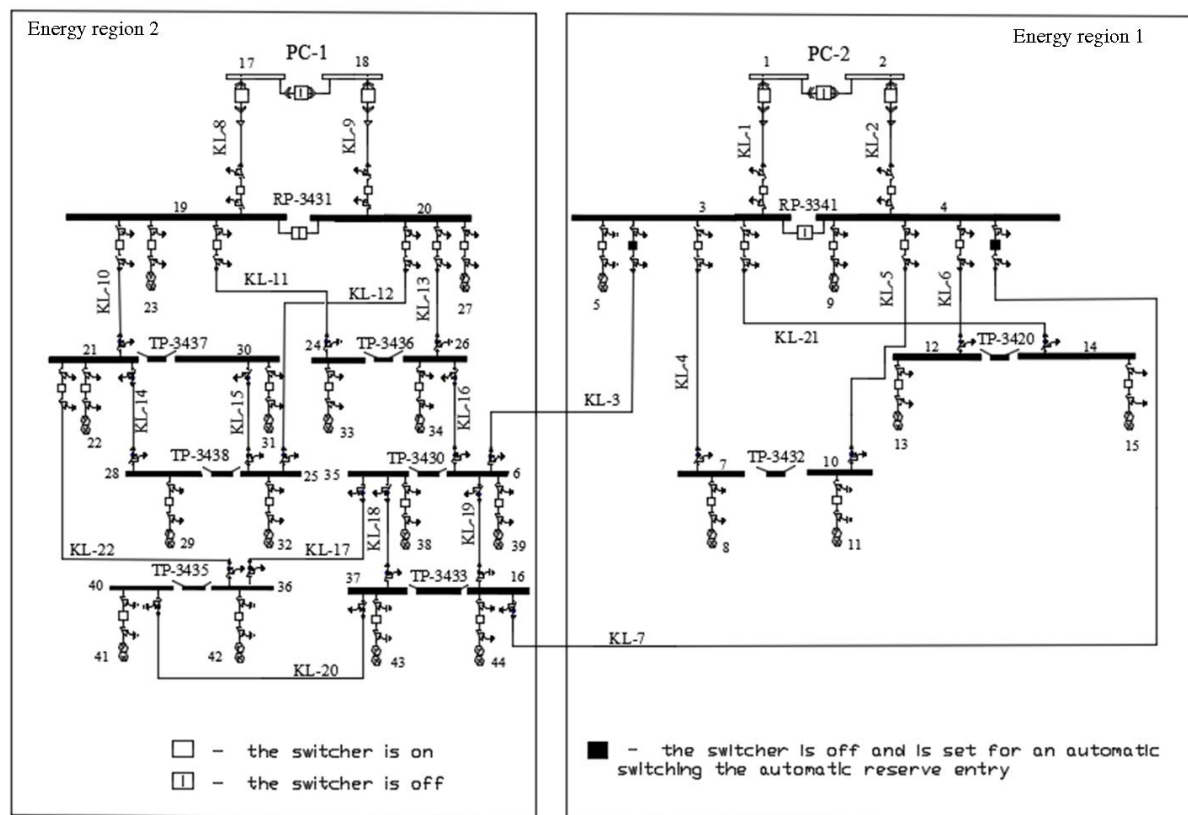 Energy region 2
Energy region 1
PC-1
PC-2
17
18
1
2
KL-8
KL-9
KL-1
KL-2
RP-3431
RP-3341
19
20
3
4
KL-10
23
KL-11
KL-12
KL-13
27
5
KL-4
9
KL-5
KL-6
KL-21
21
TP-3437
30
24
TP-3436
26
12
TP-3420
14
22
KL-14
KL-15
31
33
34
KL-16
KL-3
13
15
28
TP-3438
25
35
TP-3430
6
7
TP-3432
10
29
32
KL-18
38
KL-19
39
8
11
KL-22
KL-17
40
TP-3435
36
37
TP-3433
16
41
42
43
44
KL-7
KL-20
- the switcher is on
- the switcher is off
- the switcher is off and is set for an automatic
switching the automatic reserve entry